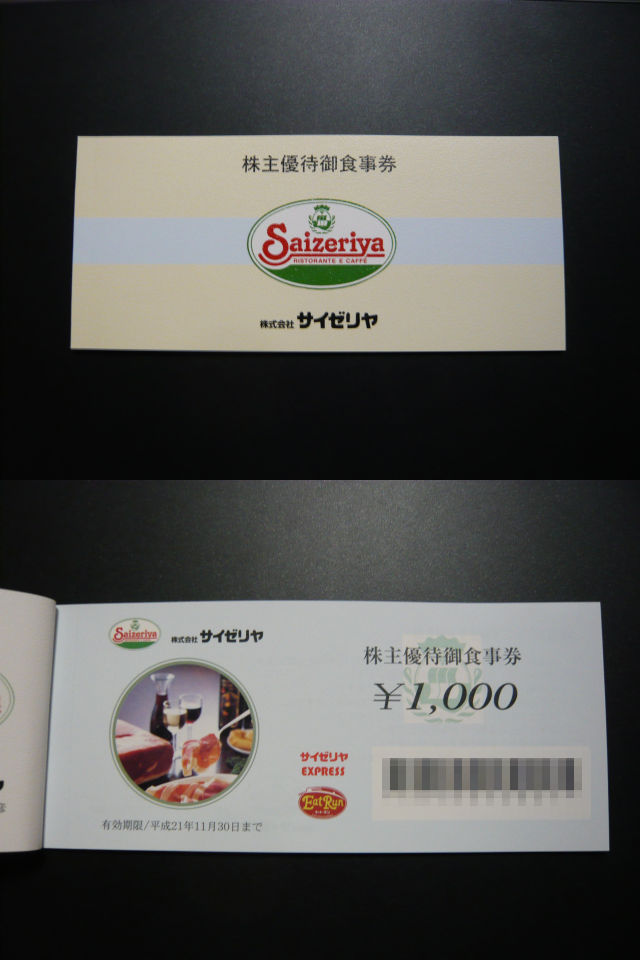 株主優待御食事券
Saizeriya
RISTORANTE E CAFFÈ
株式会社 サイゼリヤ
Saizeriya
株式会社 サイゼリヤ
株主優待御食事券
¥1,000
サイゼリヤ
EXPRESS
Eat Run
有効期限/平成21年11月30日まで